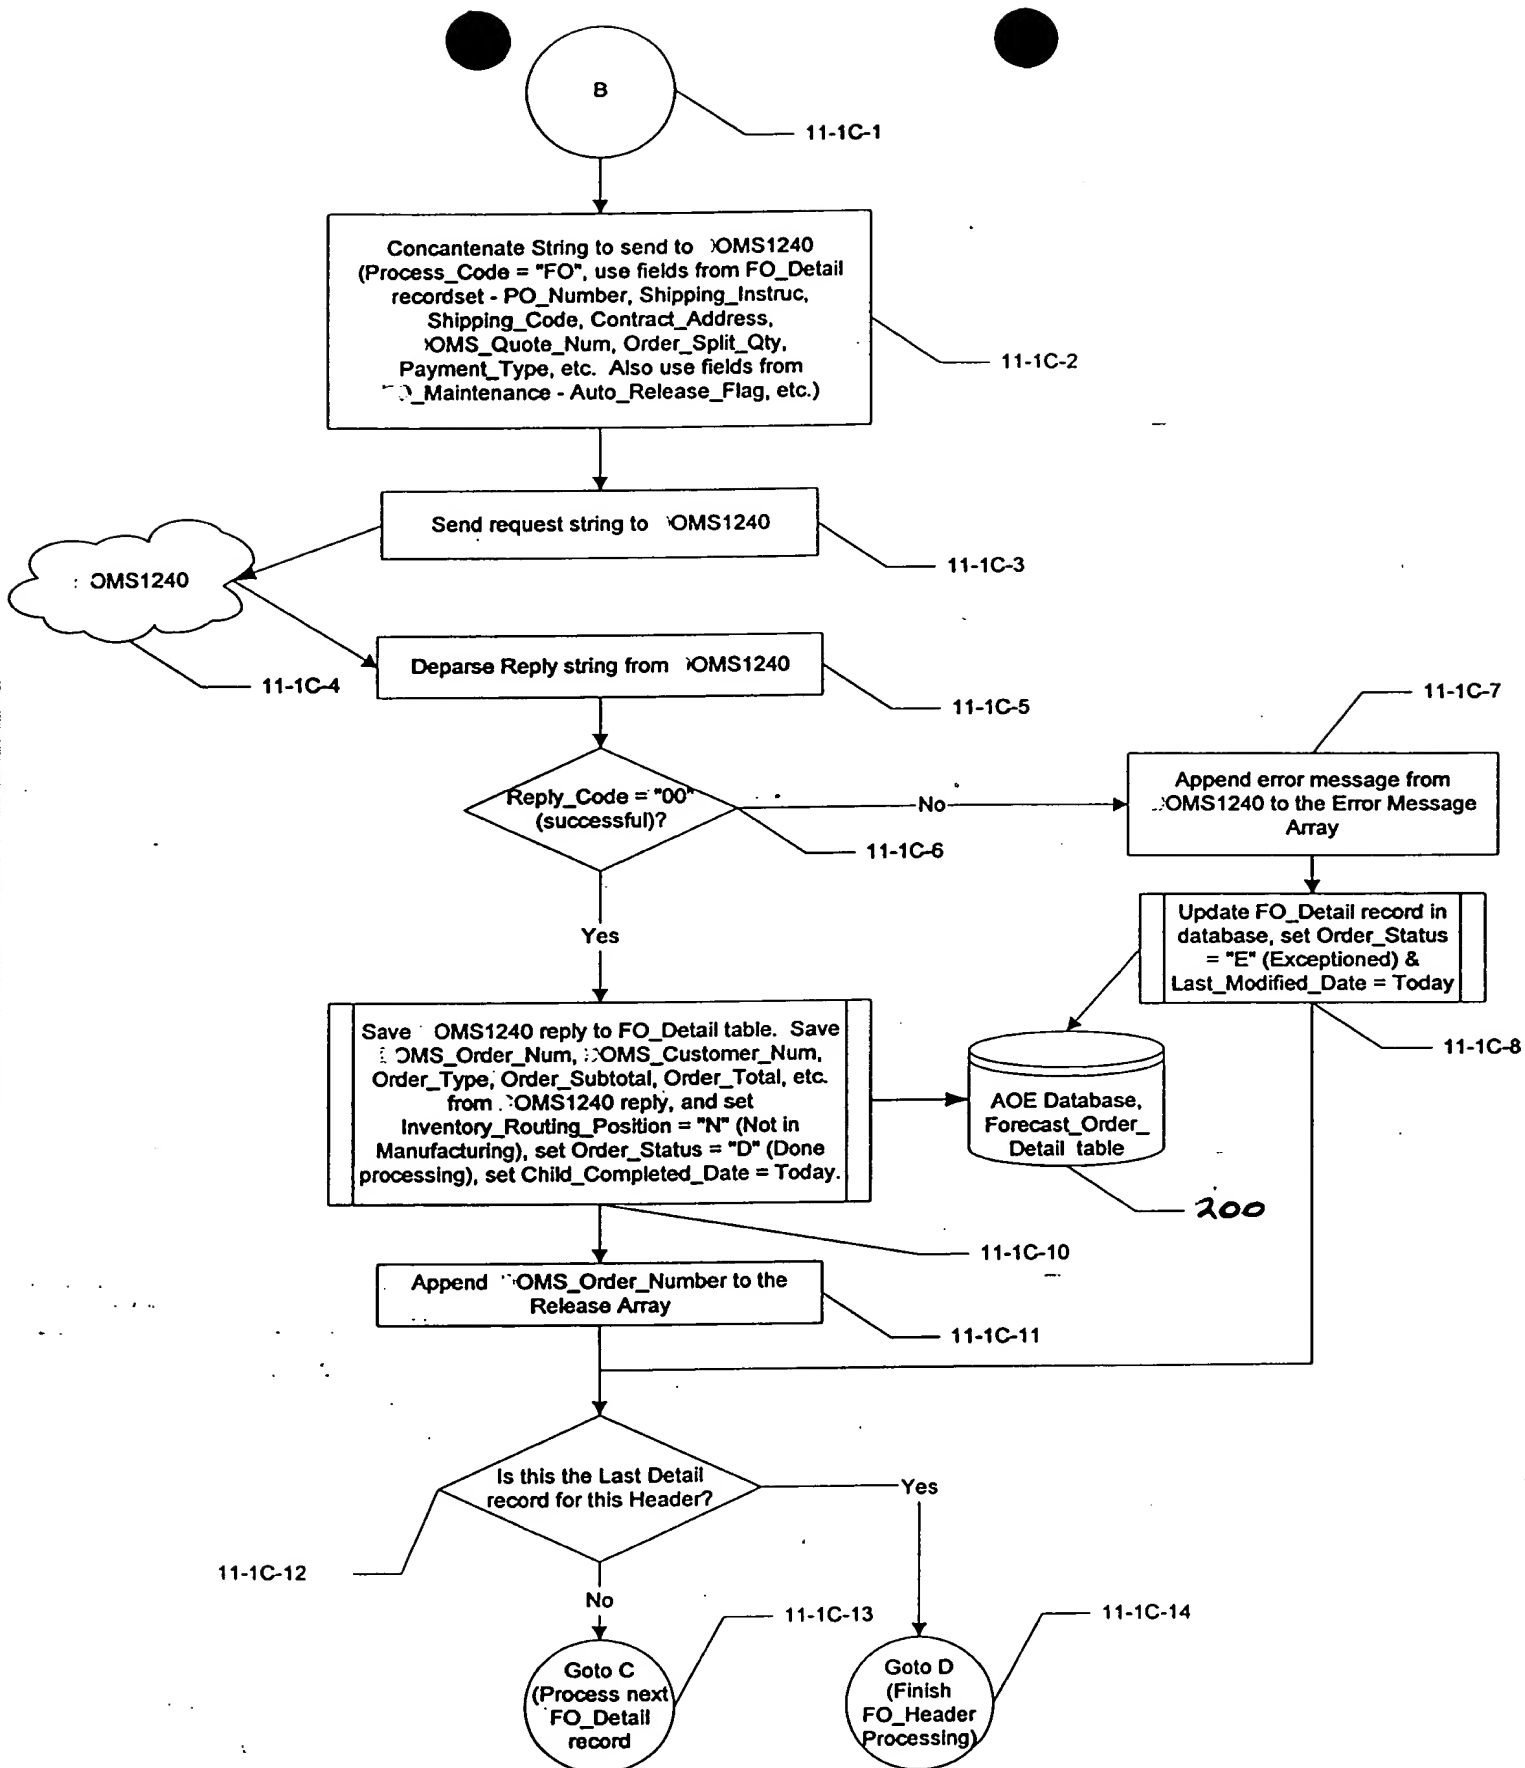 B
11-1C-1
Concantenate String to send to OMS1240
(Process_Code = "FO", use fields from FO_Detail
recordset - PO_Number, Shipping_Instruc,
Shipping_Code, Contract_Address,
OMS_Quote_Num, Order_Split_Qty,
Payment_Type, etc. Also use fields from
_Maintenance - Auto_Release_Flag, etc.)
11-1C-2
Send request string to OMS1240
11-1C-3
OMS1240
11-1C-4
Deparse Reply string from OMS1240
11-1C-5
11-1C-7
Reply_Code = "00"
(successful)?
No
11-1C-6
Append error message from
OMS1240 to the Error Message
Array
Yes
Update FO_Detail record in
database, set Order_Status
= "E" (Exceptioned) &
Last_Modified_Date = Today
11-1C-8
Save OMS1240 reply to FO_Detail table. Save
OMS_Order_Num, OMS_Customer_Num,
Order_Type, Order_Subtotal, Order_Total, etc.
from OMS1240 reply, and set
Inventory_Routing_Position = "N" (Not in
Manufacturing), set Order_Status = "D" (Done
processing), set Child_Completed_Date = Today.
AOE Database,
Forecast_Order_
Detail table
200
11-1C-10
Append OMS_Order_Number to the
Release Array
11-1C-11
Is this the Last Detail
record for this Header?
Yes
11-1C-12
No
11-1C-13
11-1C-14
Goto C
(Process next
FO_Detail
record
Goto D
(Finish
FO_Header
Processing)